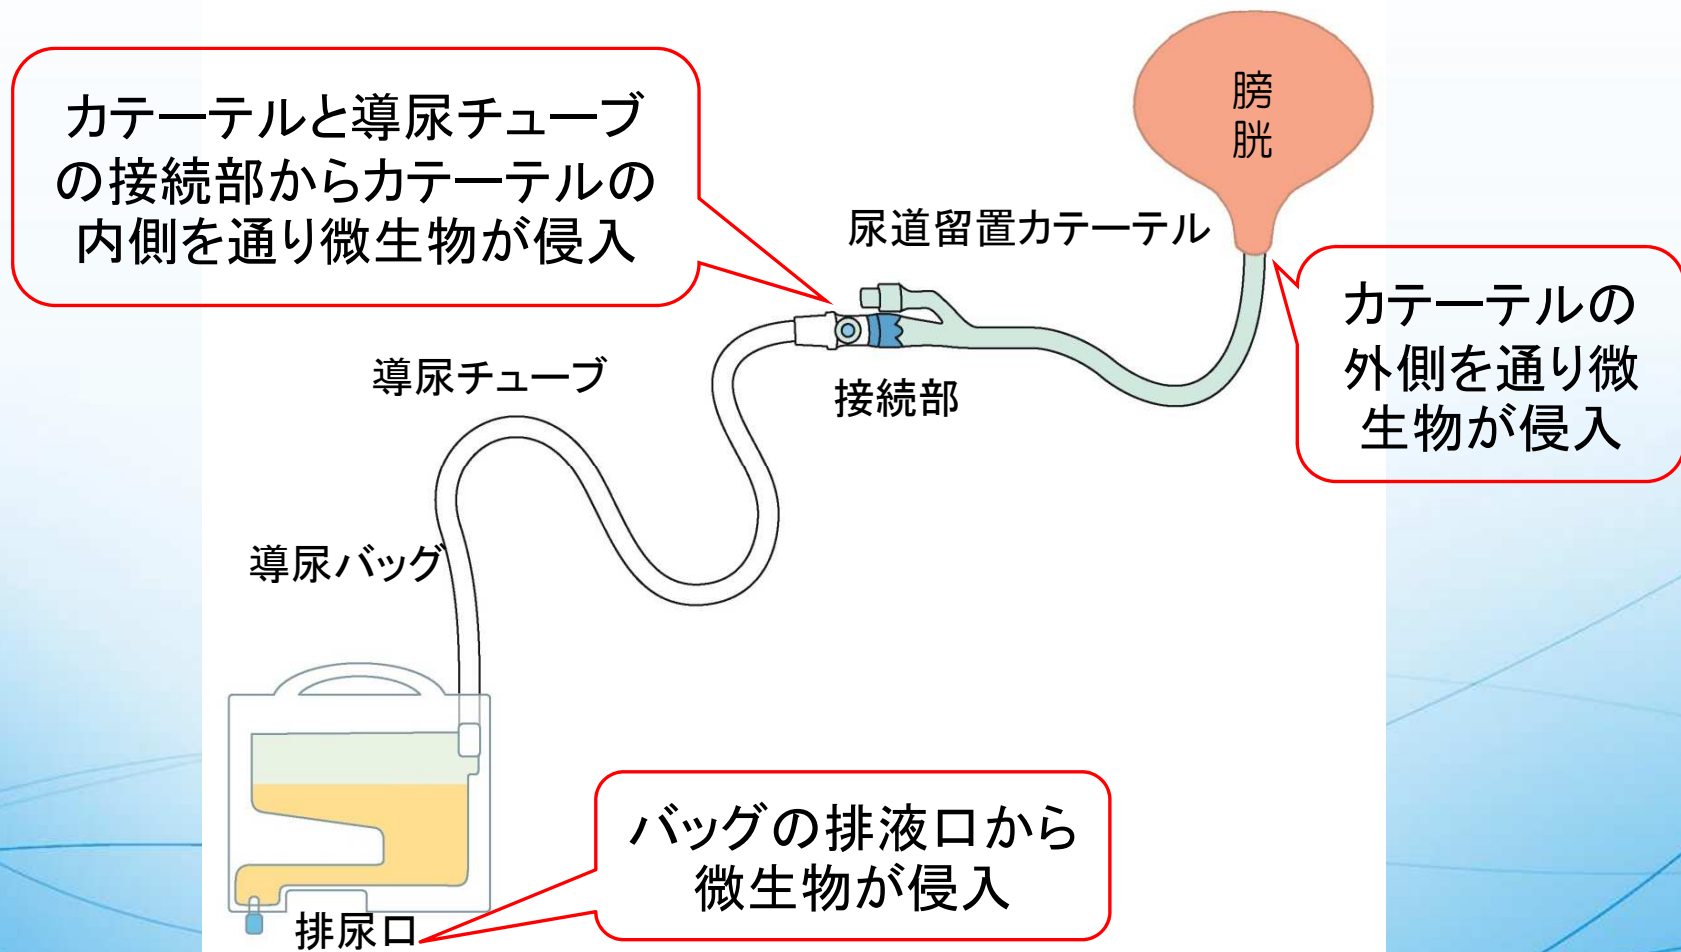 膀
胱
カテーテルと導尿チューブ
の接続部からカテーテルの
内側を通り微生物が侵入
尿道留置カテーテル
カテーテルの
外側を通り微
生物が侵入
導尿チューブ
接続部
導尿バッグ
バッグの排液口から
微生物が侵入
排尿口